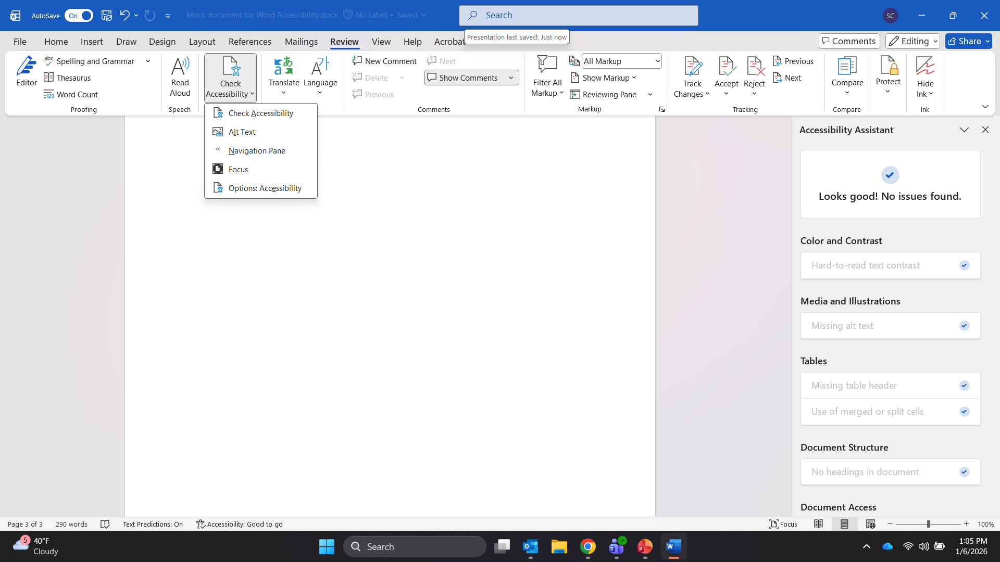 AutoSave On Mock document for Word Accessibility.docx No Label • Saved Search SC
File Home Insert Draw Design Layout References Mailings Review View Help Acrobat Comments Editing Share
Presentation last saved: Just now
Editor
abc Spelling and Grammar
Thesaurus
123 Word Count
Proofing
Read Aloud
Speech
Check Accessibility
Translate
Language
New Comment
Delete
Previous
Next
Show Comments
Comments
Filter All Markup
All Markup
Show Markup
Reviewing Pane
Markup
Track Changes
Accept
Reject
Previous
Next
Tracking
Compare
Compare
Protect
Hide Ink
Ink
Check Accessibility
Alt Text
Navigation Pane
Focus
Options: Accessibility
Accessibility Assistant
Looks good! No issues found.
Color and Contrast
Hard-to-read text contrast
Media and Illustrations
Missing alt text
Tables
Missing table header
Use of merged or split cells
Document Structure
No headings in document
Document Access
Page 3 of 3 290 words Text Predictions: On Accessibility: Good to go Focus 100%
5 40°F
Cloudy
Search
1:05 PM
1/6/2026